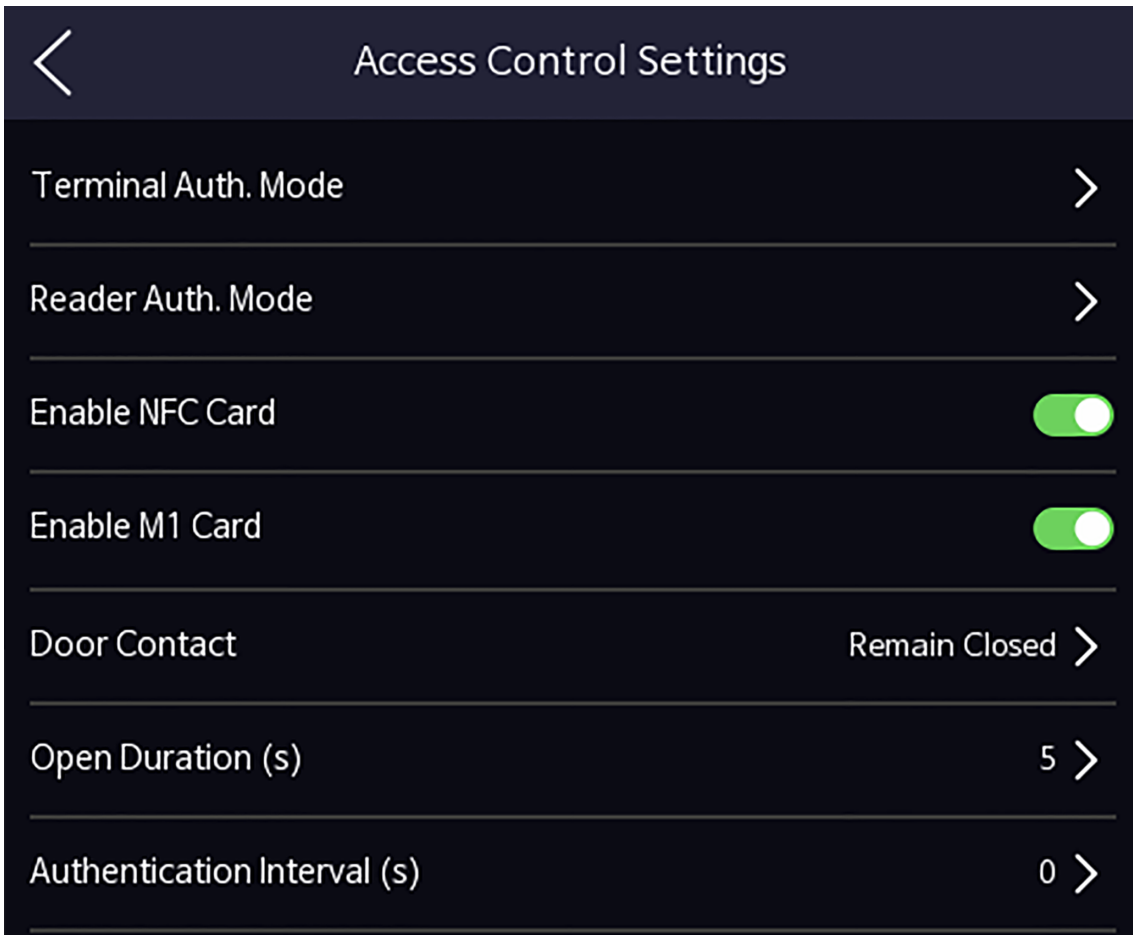 Access Control Settings
Terminal Auth. Mode
Reader Auth. Mode
Enable NFC Card
Enable M1 Card
Door Contact Remain Closed
Open Duration (s) 5
Authentication Interval (s) 0